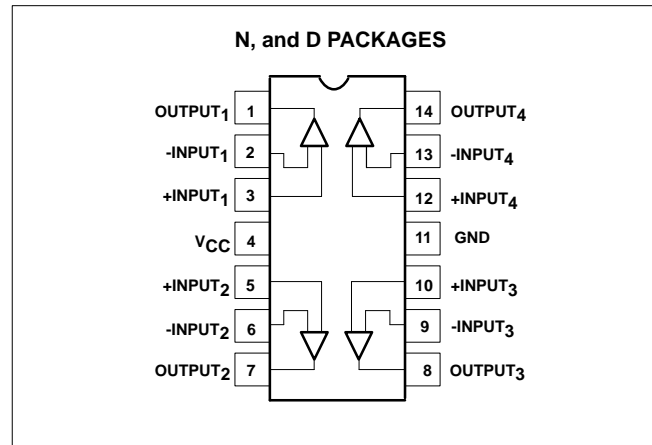 N, and D PACKAGES
OUTPUT1 1 14 OUTPUT4
-INPUT1 2 13 -INPUT4
+INPUT1 3 12 +INPUT4
VCC 4 11 GND
+INPUT2 5 10 +INPUT3
-INPUT2 6 9 -INPUT3
OUTPUT2 7 8 OUTPUT3